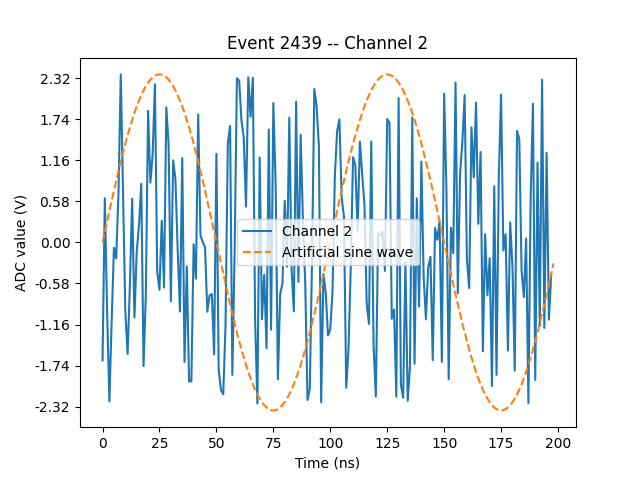 Event 2439 -- Channel 2
ADC value (V)
2.32
1.74
1.16
0.58
0.00
-0.58
-1.16
-1.74
-2.32
Channel 2
Artificial sine wave
0 25 50 75 100 125 150 175 200
Time (ns)